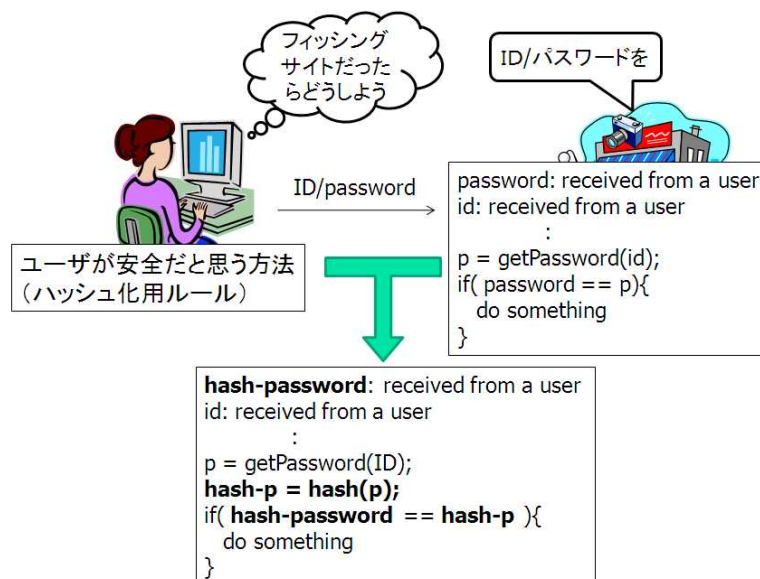 フィッシング
サイトだった
らどうしよう
ID/パスワードを
ID/password
password: received from a user
id: received from a user
:
p = getPassword(id);
if( password == p){
do something
}
ユーザが安全だと思う方法
（ハッシュ化用ルール）
hash-password: received from a user
id: received from a user
:
p = getPassword(ID);
hash-p = hash(p);
if( hash-password == hash-p ){
do something
}